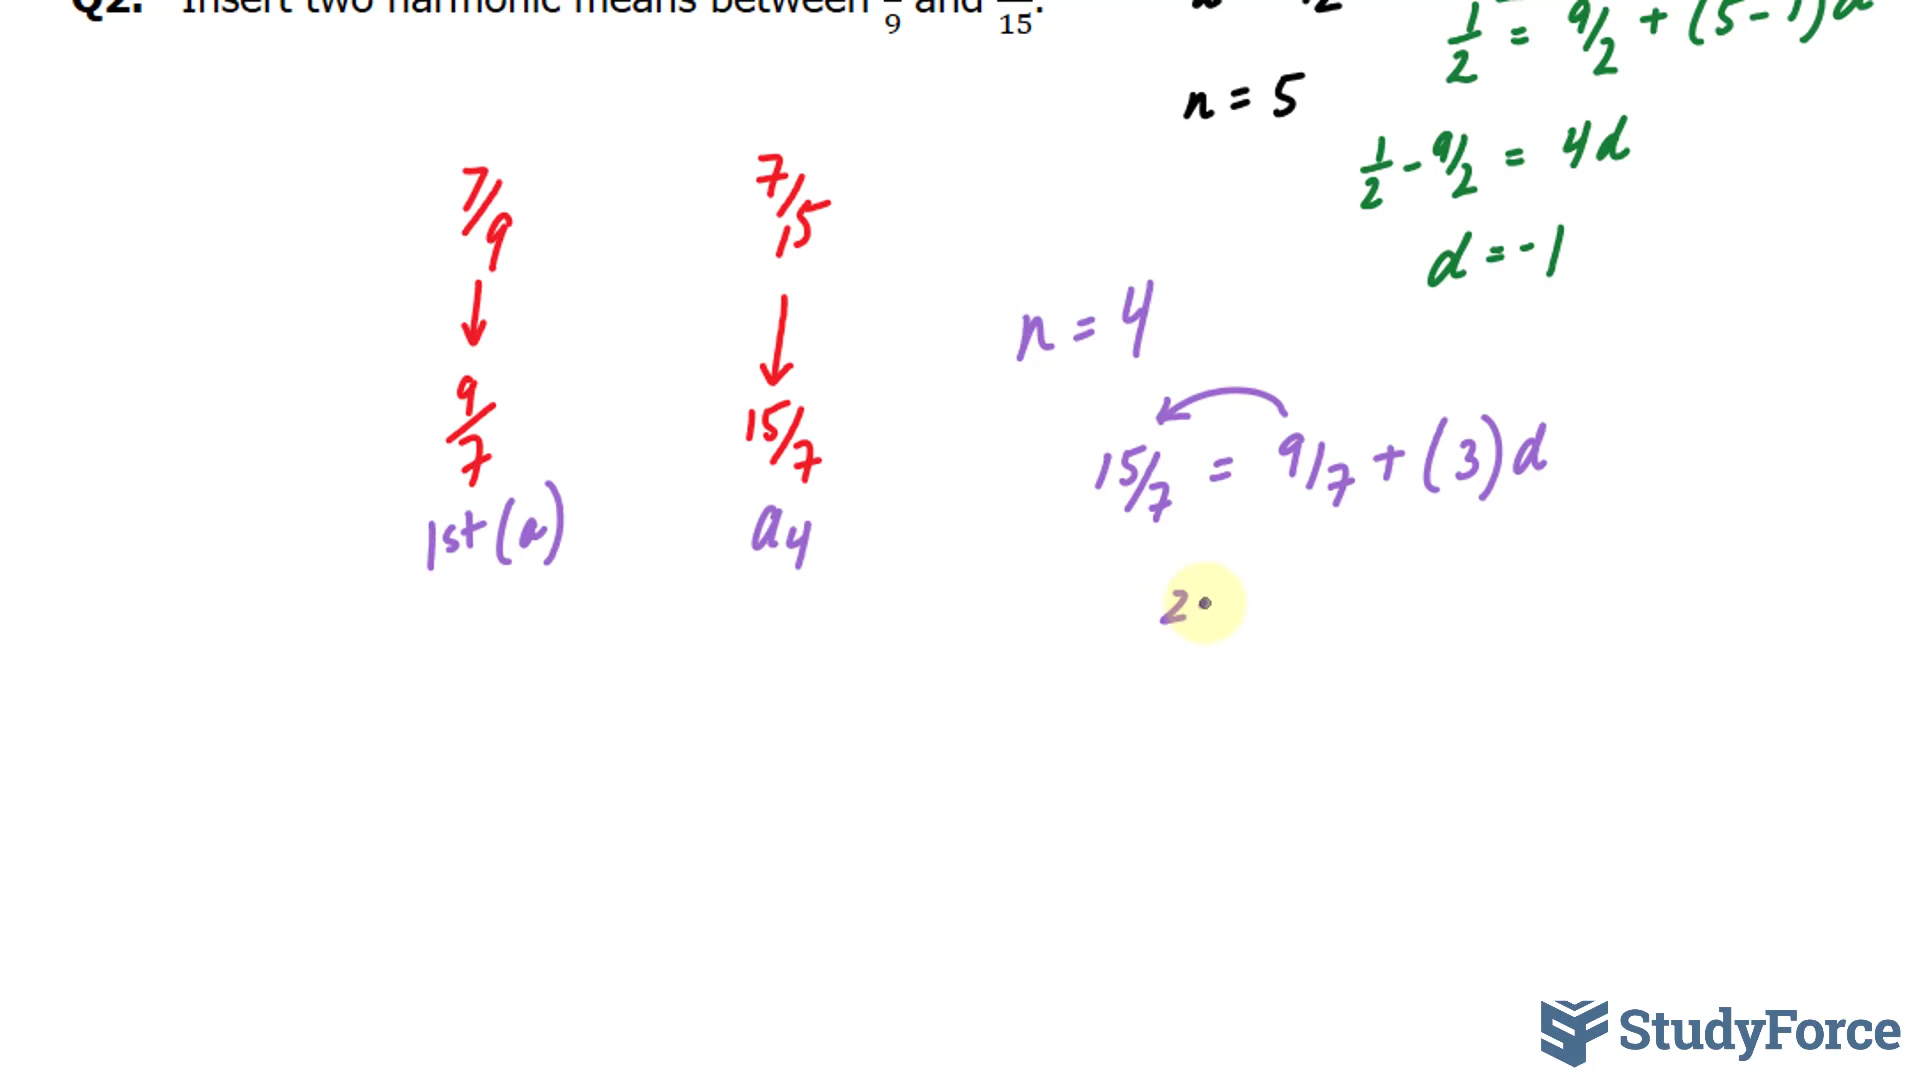 Q2. Insert two harmonic means between /9 and /15.
1/2 = 9/2 + (5-1)d
n = 5
1/2 - 9/2 = 4d
d = -1
7/9
7/15
n = 4
9/7
15/7
15/7 = 9/7 + (3)d
1st (a)
a4
2
StudyForce